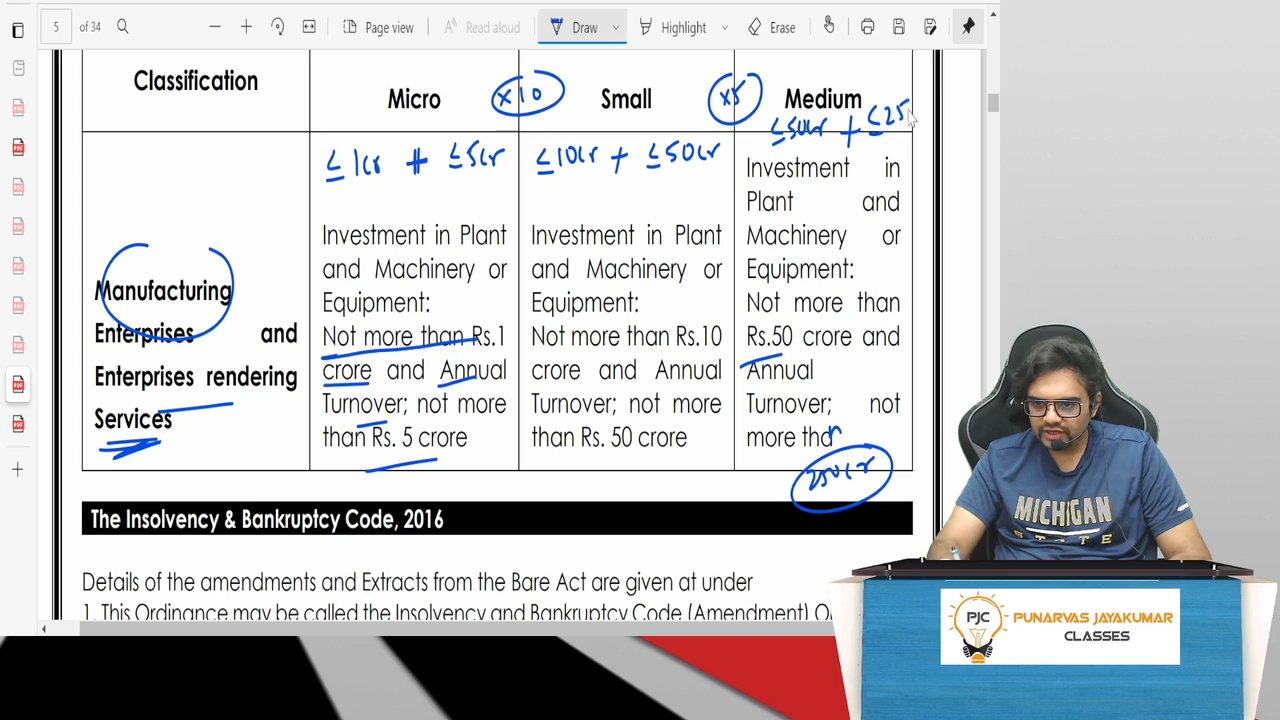 5 of 34
Page view
Read aloud
Draw
Highlight
Erase
Classification
Micro
×10
Small
×5
Medium
≤50cr + ≤25
≤1cr + ≤5cr
≤10cr + ≤50cr
Manufacturing
Enterprises and
Enterprises rendering
Services
Investment in Plant
and Machinery or
Equipment:
Not more than Rs.1
crore and Annual
Turnover; not more
than Rs. 5 crore
Investment in Plant
and Machinery or
Equipment:
Not more than Rs.10
crore and Annual
Turnover; not more
than Rs. 50 crore
Investment in
Plant and
Machinery or
Equipment:
Not more than
Rs.50 crore and
Annual
Turnover; not
more than
250cr
The Insolvency & Bankruptcy Code, 2016
Details of the amendments and Extracts from the Bare Act are given at under
1. This Ordinance may be called the Insolvency and Bankruptcy Code (Amendment) O
MICHIGAN
STATE
PJC
PUNARVAS JAYAKUMAR
CLASSES